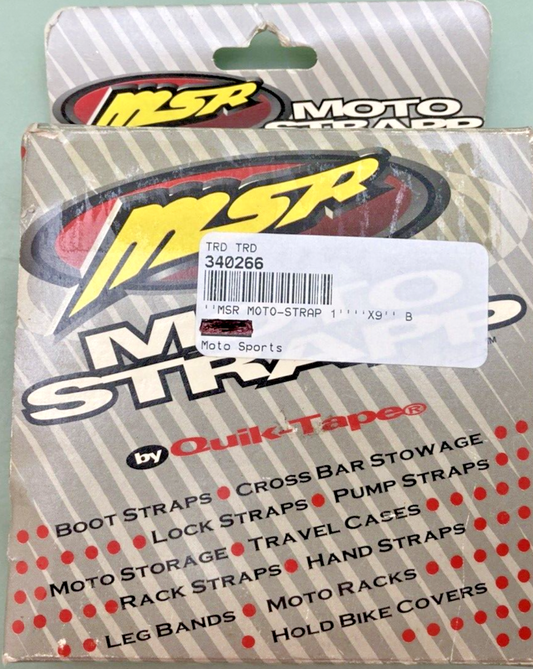 MSR
MOTO
STRAPP
MSR
TRD TRD
340266
''MSR MOTO-STRAP 1''''X9'' B
Moto Sports
TM
by Quik-Tape®
BOOT STRAPS • CROSS BAR STOWAGE
LOCK STRAPS • PUMP STRAPS
MOTO STORAGE • TRAVEL CASES
RACK STRAPS • HAND STRAPS
LEG BANDS • MOTO RACKS
HOLD BIKE COVERS